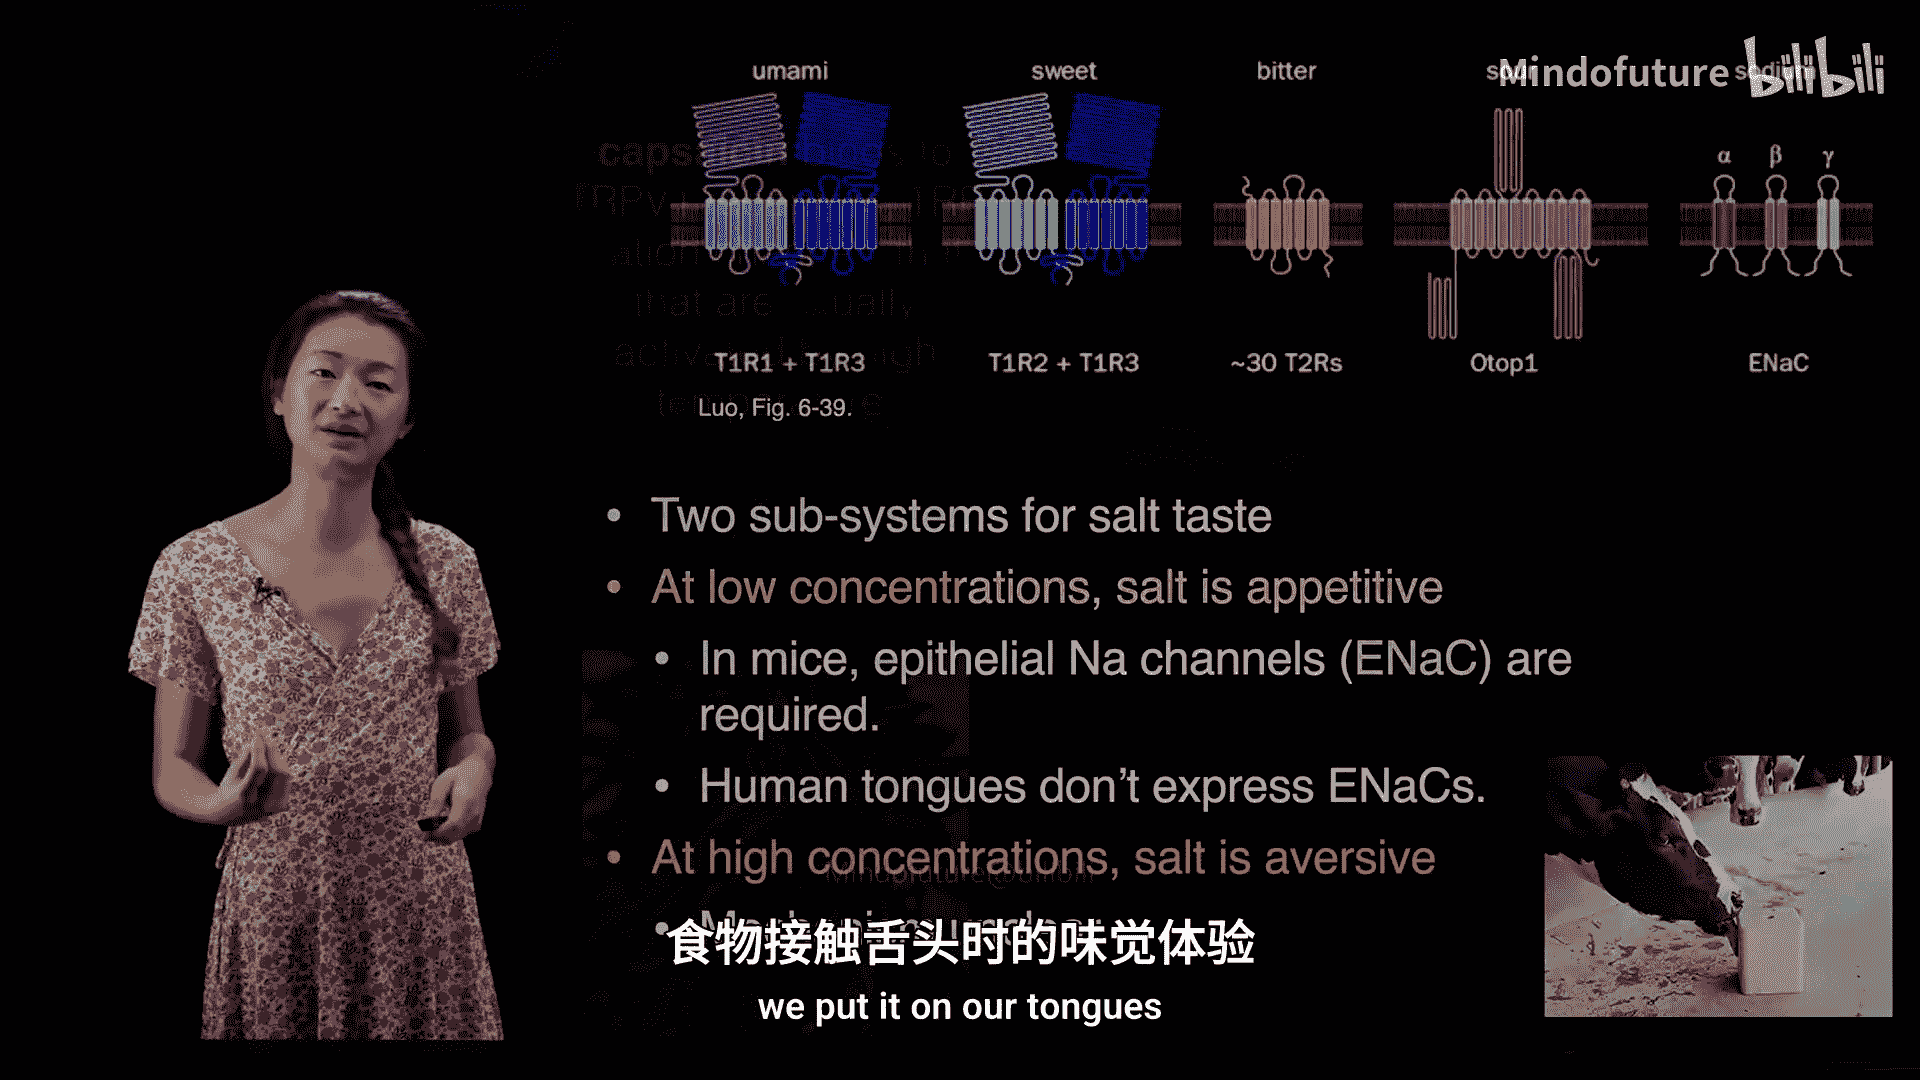 umami
sweet
bitter
sour
sodium
Mindofuture bilibili
α β γ
T1R1 + T1R3
T1R2 + T1R3
~30 T2Rs
Otop1
ENaC
Luo, Fig. 6-39.
• Two sub-systems for salt taste
• At low concentrations, salt is appetitive
• In mice, epithelial Na channels (ENaC) are
required.
• Human tongues don't express ENaCs.
• At high concentrations, salt is aversive
食物接触舌头时的味觉体验
we put it on our tongues